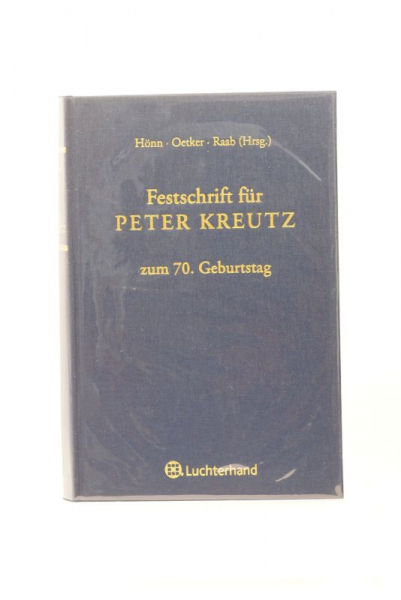 Hönn · Oetker · Raab (Hrsg.)
Festschrift für
PETER KREUTZ
zum 70. Geburtstag
Luchterhand